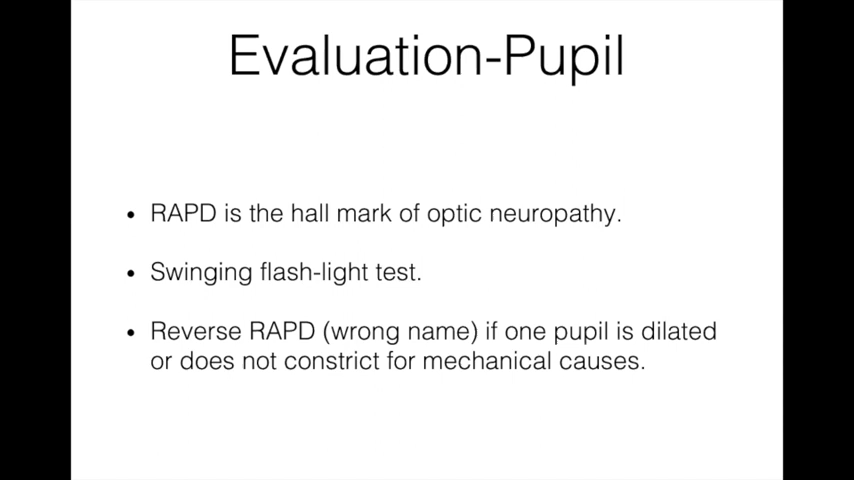 Evaluation-Pupil
• RAPD is the hall mark of optic neuropathy.
• Swinging flash-light test.
• Reverse RAPD (wrong name) if one pupil is dilated
or does not constrict for mechanical causes.